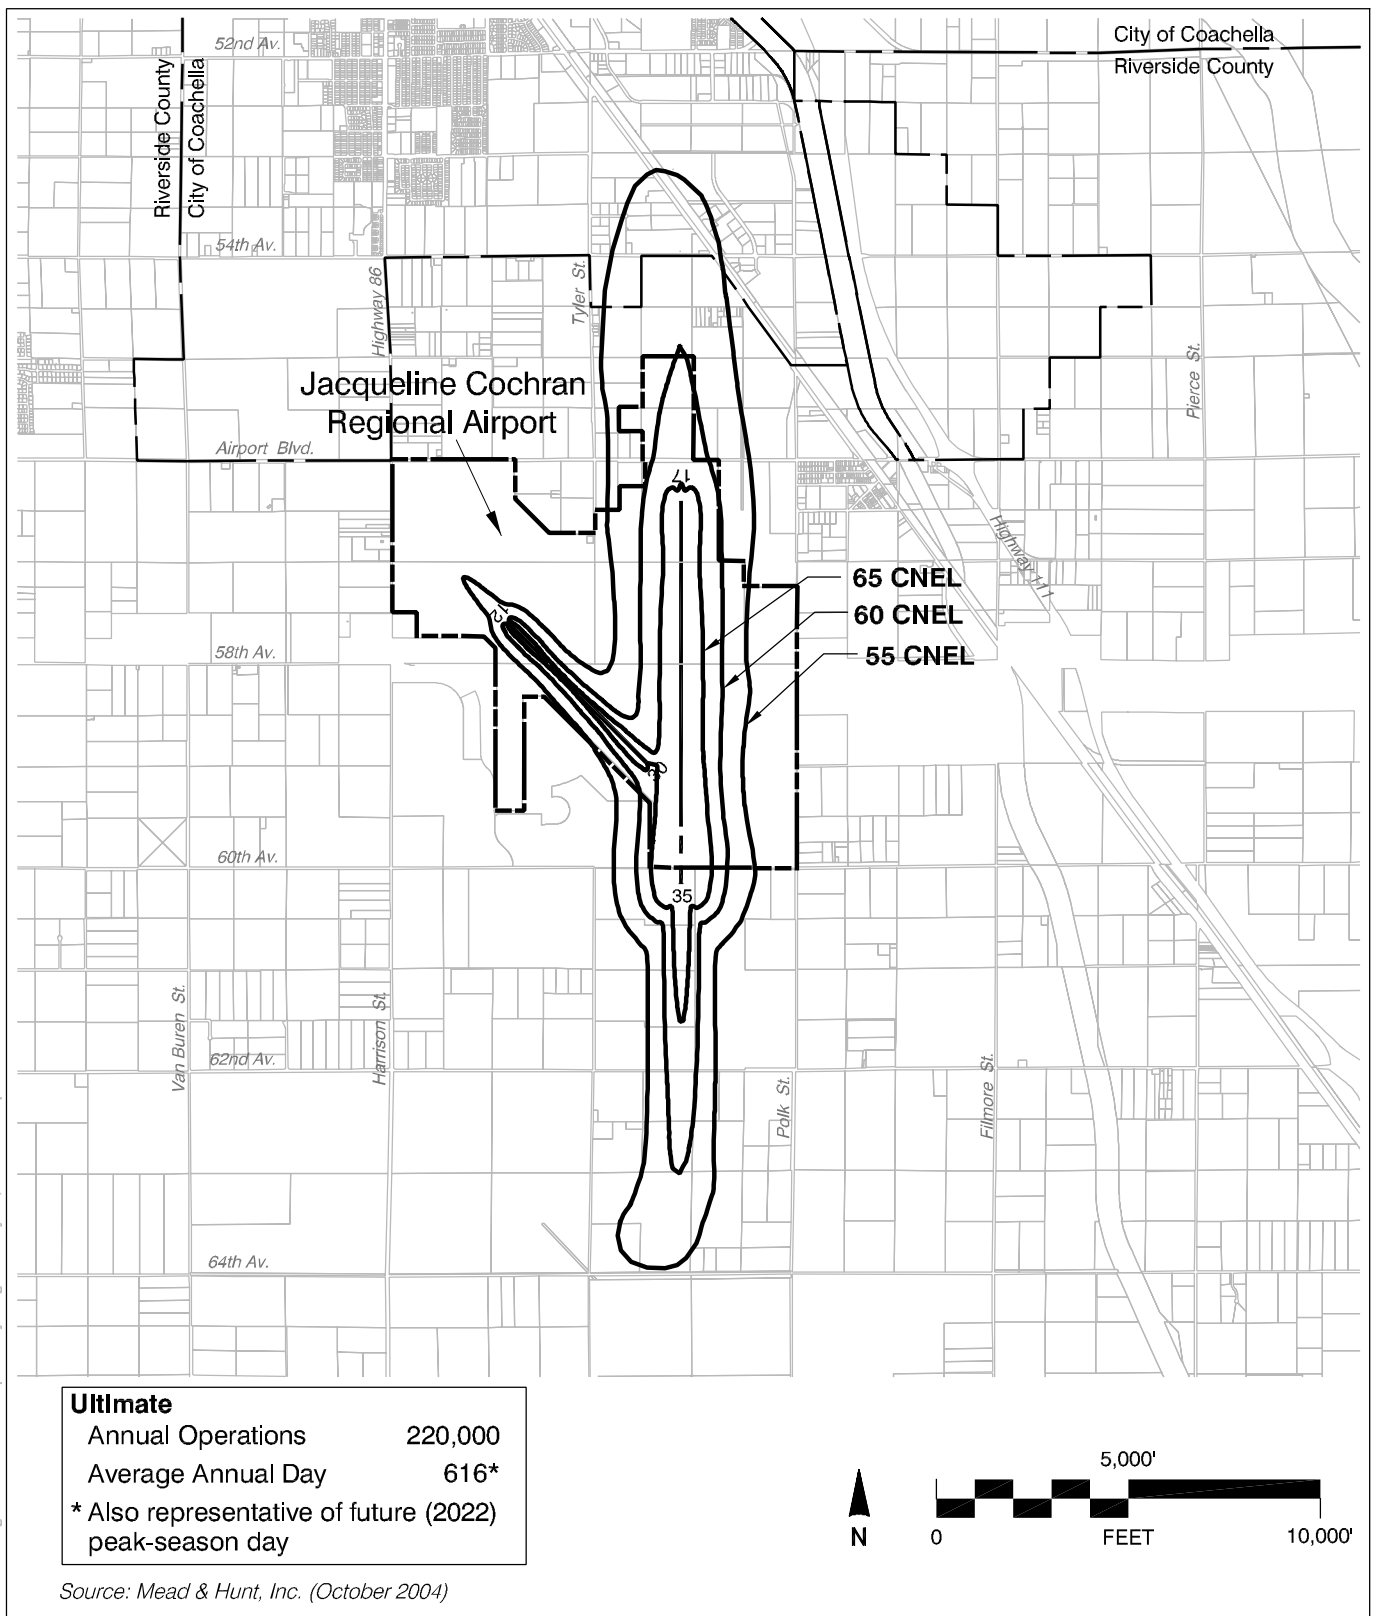 City of Coachella
Riverside County
52nd Av.
Riverside County
City of Coachella
54th Av.
Highway 86
Tyler St.
Pierce St.
Jacqueline Cochran
Regional Airport
Airport Blvd.
17
Highway 111
65 CNEL
60 CNEL
55 CNEL
12
58th Av.
30
60th Av.
35
Van Buren St.
Harrison St.
62nd Av.
Polk St.
Filmore St.
64th Av.
UltImate
Annual Operations 220,000
Average Annual Day 616*
* Also representative of future (2022)
peak-season day
5,000'
N
0 FEET 10,000'
Source: Mead & Hunt, Inc. (October 2004)